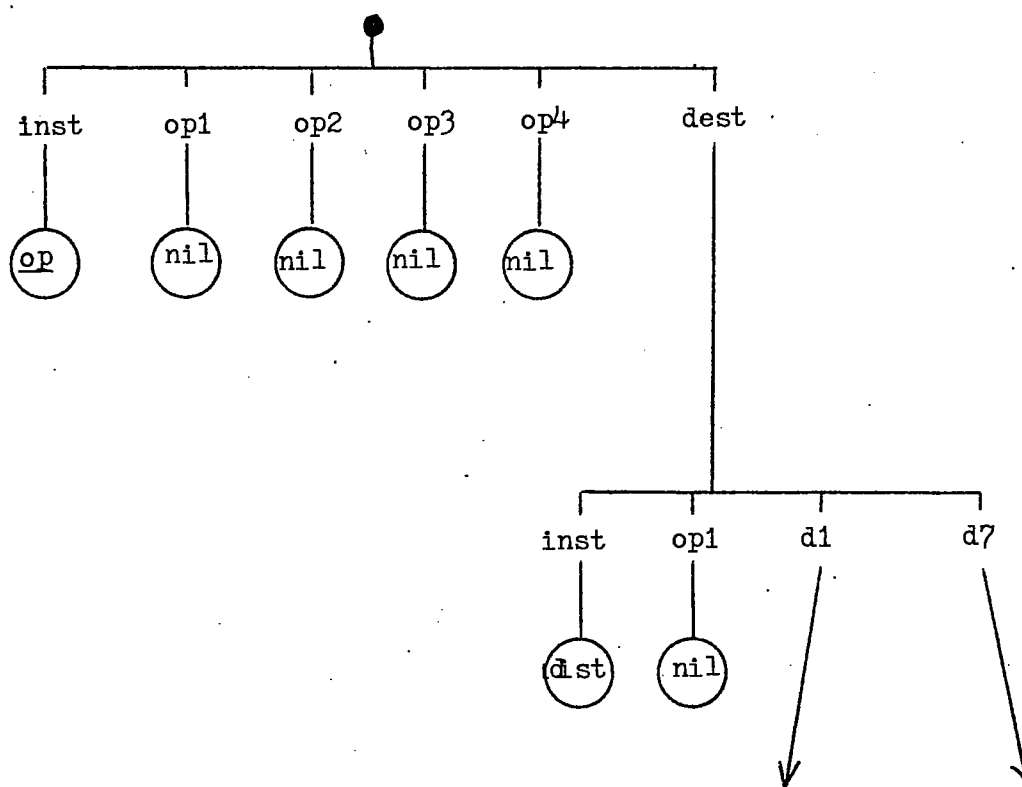 inst op1 op2 op3 op4 dest
op nil nil nil nil
inst op1 d1 d7
dist nil